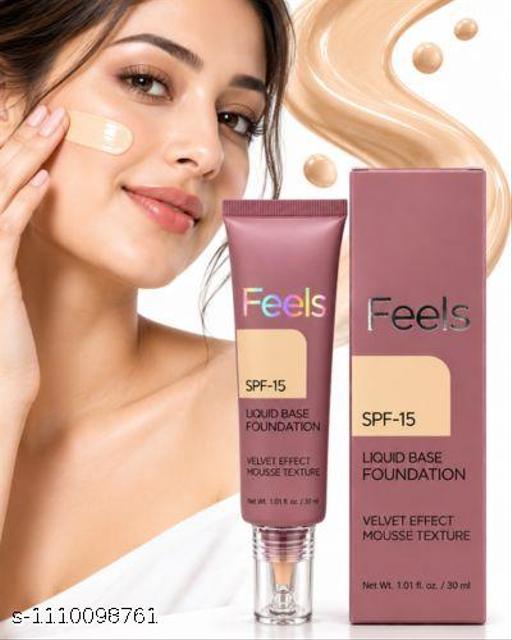 Feels
SPF-15
LIQUID BASE
FOUNDATION
VELVET EFFECT
MOUSSE TEXTURE
Net Wt. 1.01 fl. oz. / 30 ml
Feels
SPF-15
LIQUID BASE
FOUNDATION
VELVET EFFECT
MOUSSE TEXTURE
Net Wt. 1.01 fl. oz. / 30 ml
s-1110098761